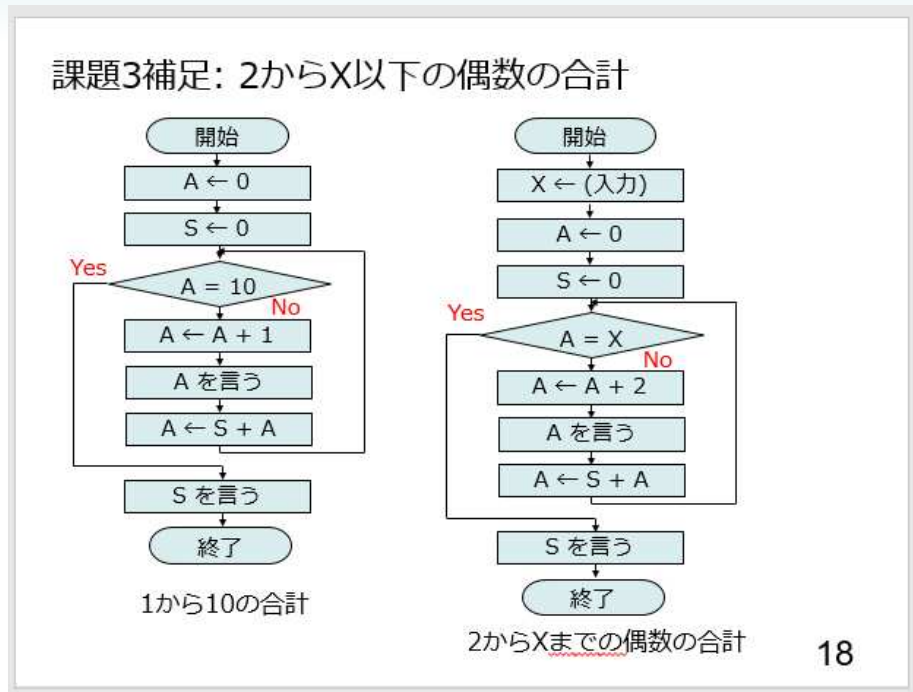 課題3補足: 2からX以下の偶数の合計
開始
A ← 0
S ← 0
Yes
A = 10
No
A ← A + 1
A を言う
A ← S + A
S を言う
終了
1から10の合計
開始
X ← (入力)
A ← 0
S ← 0
Yes
A = X
No
A ← A + 2
A を言う
A ← S + A
S を言う
終了
2からXまでの偶数の合計
18